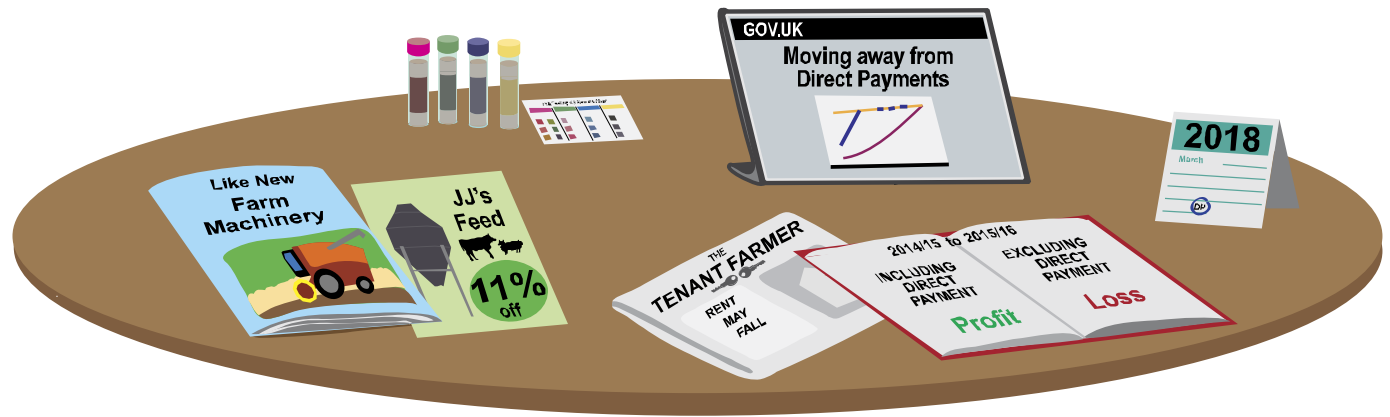 GOV.UK
Moving away from
Direct Payments
2018
March
Like New
Farm
Machinery
JJ's
Feed
11%
off
THE
TENANT FARMER
RENT
MAY
FALL
2014/15 to 2015/16
INCLUDING
DIRECT
PAYMENT
Profit
EXCLUDING
DIRECT
PAYMENT
Loss